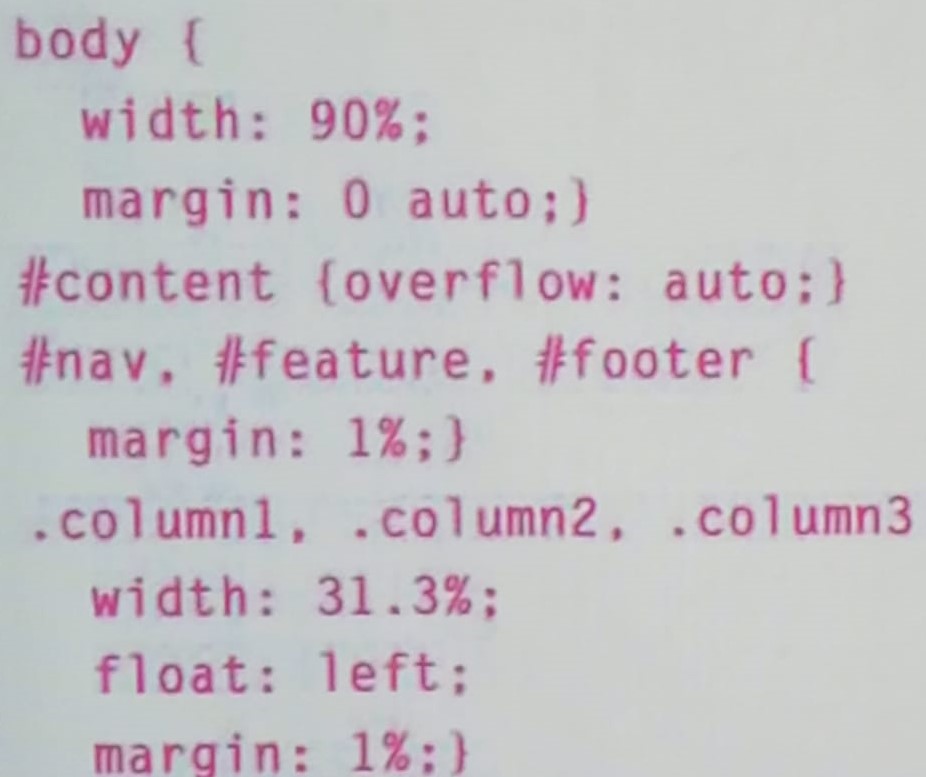 body {
width: 90%;
margin: 0 auto;}
#content {overflow: auto;}
#nav, #feature, #footer {
margin: 1%;}
.column1, .column2, .column3
width: 31.3%;
float: left;
margin: 1%;}